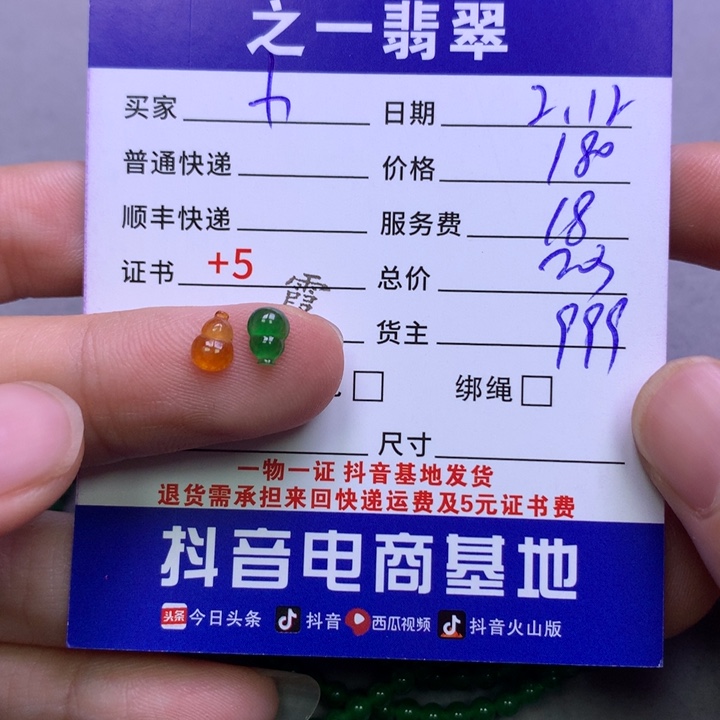 之一翡翠
买家 日期 2.12
普通快递 价格 180
顺丰快递 服务费 18
证书 +5 总价 203
霞 货主 999
绑绳
尺寸
一物一证 抖音基地发货
退货需承担来回快递运费及5元证书费
抖音电商基地
头条 今日头条 抖音 西瓜视频 抖音火山版